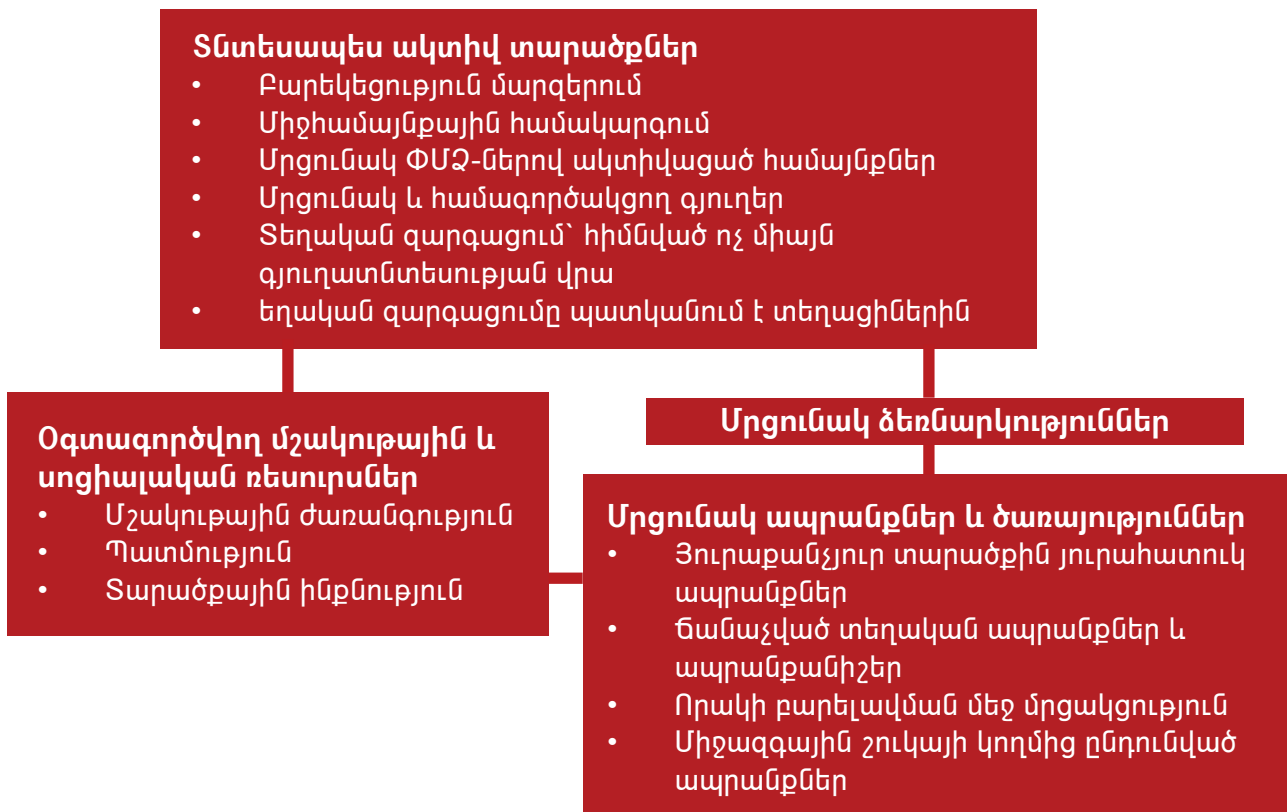 Տնտեսապես ակտիվ տարածքներ
• Բարեկեցություն մարզերում
• Միջհամայնքային համակարգում
• Մրցունակ ՓՄՁ-ներով ակտիվացած համայնքներ
• Մրցունակ և համագործակցող գյուղեր
• Տեղական զարգացում՝ հիմնված ոչ միայն
գյուղատնտեսության վրա
• եղական զարգացումը պատկանում է տեղացիներին
Օգտագործվող մշակութային և
սոցիալական ռեսուրսներ
• Մշակութային ժառանգություն
• Պատմություն
• Տարածքային ինքնություն
Մրցունակ ձեռնարկություններ
Մրցունակ ապրանքներ և ծառայություններ
• Յուրաքանչյուր տարածքին յուրահատուկ
ապրանքներ
• Ճանաչված տեղական ապրանքներ և
ապրանքանիշեր
• Որակի բարելավման մեջ մրցակցություն
• Միջազգային շուկայի կողմից ընդունված
ապրանքներ